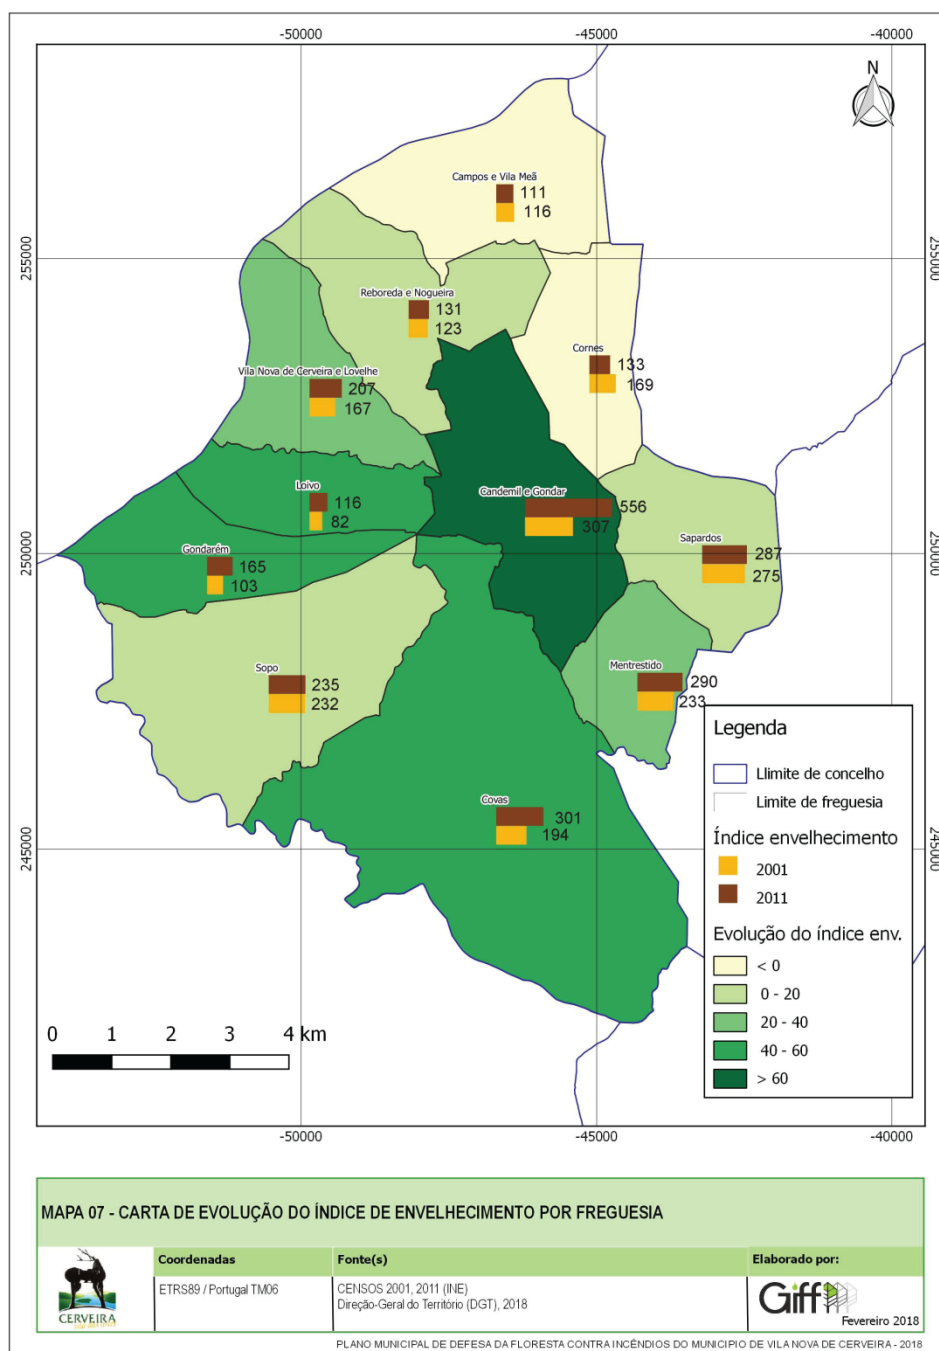 -50000
-45000
-40000
N
Campos e Vila Meã
111
116
255000
255000
Reboreda e Nogueira
131
123
Cornes
133
169
Vila Nova de Cerveira e Lovelhe
207
167
Loivo
116
82
Candemil e Gondar
556
307
Sapardos
287
275
250000
250000
Gondarém
165
103
Sopo
235
232
Mentrestido
290
233
Covas
301
194
245000
245000
Legenda
Llimite de concelho
Limite de freguesia
Índice envelhecimento
2001
2011
Evolução do índice env.
< 0
0 - 20
20 - 40
40 - 60
> 60
0 1 2 3 4 km
-50000
-45000
-40000
MAPA 07 - CARTA DE EVOLUÇÃO DO ÍNDICE DE ENVELHECIMENTO POR FREGUESIA
CERVEIRA
Coordenadas
ETRS89 / Portugal TM06
Fonte(s)
CENSOS 2001, 2011 (INE)
Direção-Geral do Território (DGT), 2018
Elaborado por:
Giff
Fevereiro 2018
PLANO MUNICIPAL DE DEFESA DA FLORESTA CONTRA INCÊNDIOS DO MUNICIPIO DE VILA NOVA DE CERVEIRA - 2018